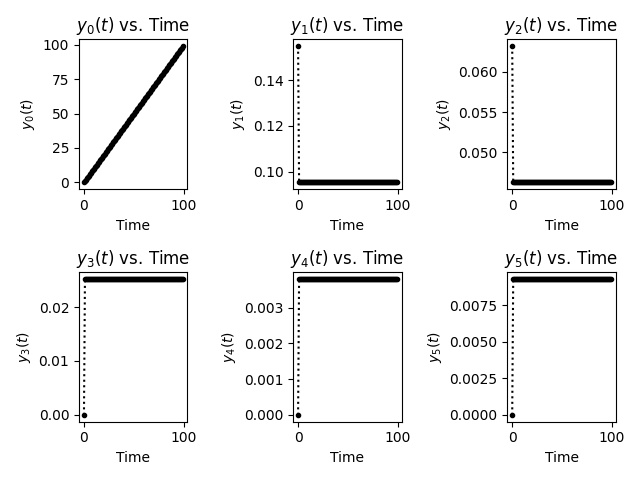 y₀(t) vs. Time
y₁(t) vs. Time
y₂(t) vs. Time
100
75
50
25
0
y₀(t)
0 100
Time
0.14
0.12
0.10
y₁(t)
0 100
Time
0.060
0.055
0.050
y₂(t)
0 100
Time
y₃(t) vs. Time
y₄(t) vs. Time
y₅(t) vs. Time
0.02
0.01
0.00
y₃(t)
0 100
Time
0.003
0.002
0.001
0.000
y₄(t)
0 100
Time
0.0075
0.0050
0.0025
0.0000
y₅(t)
0 100
Time